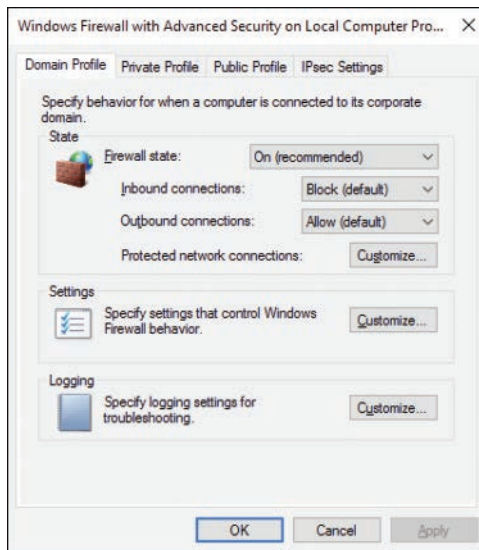 Windows Firewall with Advanced Security on Local Computer Pro...
Domain Profile Private Profile Public Profile IPsec Settings
Specify behavior for when a computer is connected to its corporate
domain.
State
Firewall state: On (recommended)
Inbound connections: Block (default)
Outbound connections: Allow (default)
Protected network connections: Customize...
Settings
Specify settings that control Windows
Firewall behavior.
Customize...
Logging
Specify logging settings for
troubleshooting.
Customize...
OK Cancel Apply